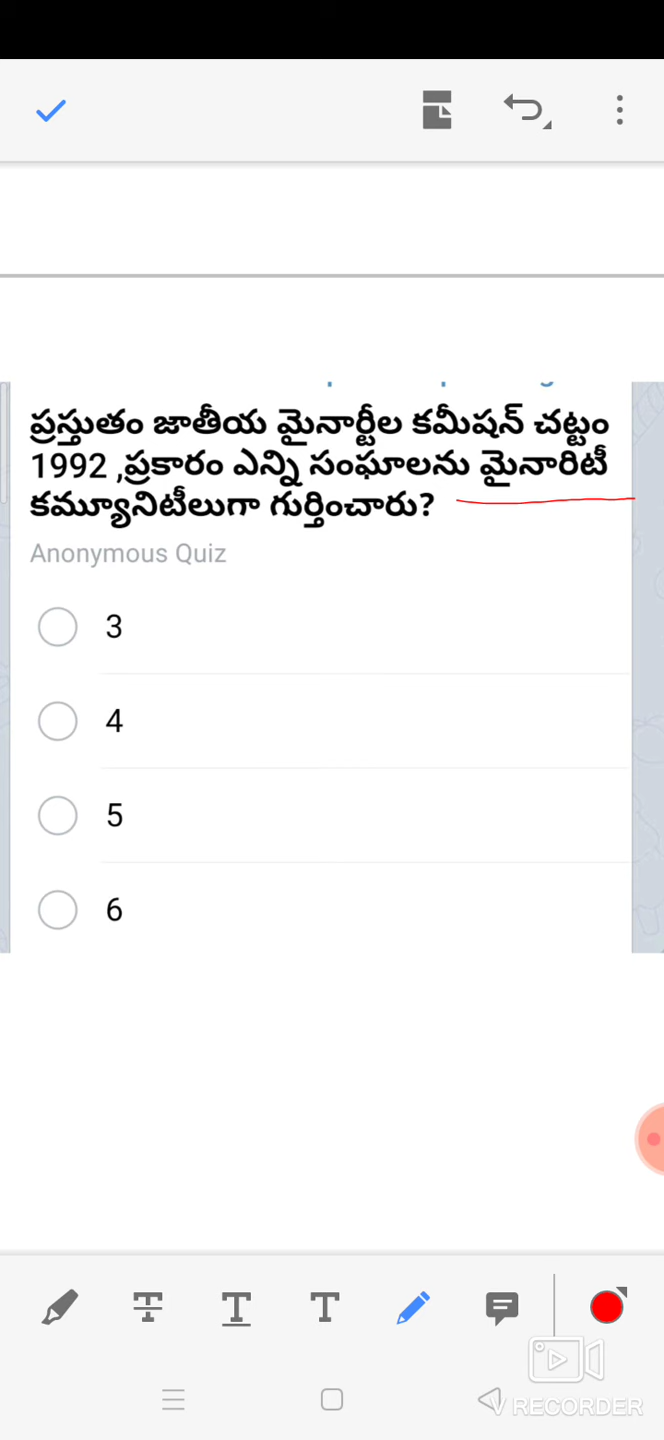 ప్రస్తుతం జాతీయ మైనార్టీల కమీషన్ చట్టం
1992 ,ప్రకారం ఎన్ని సంఘాలను మైనారిటీ
కమ్యూనిటీలుగా గుర్తించారు?
Anonymous Quiz
3
4
5
6
T T T
V RECORDER